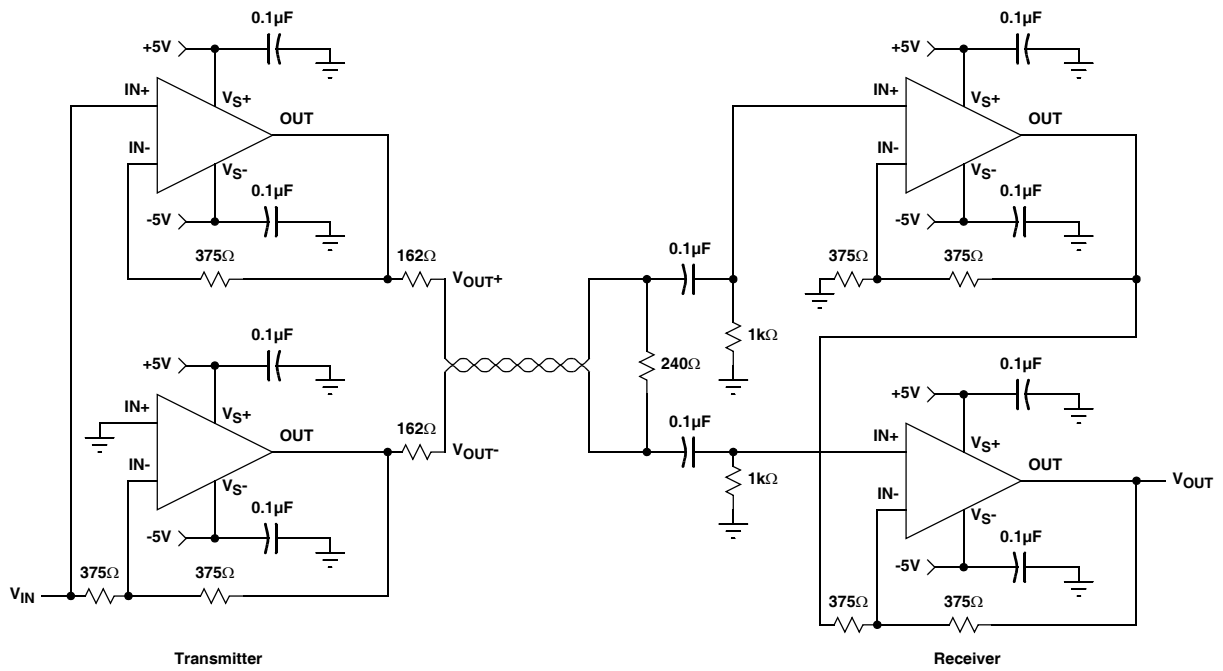 0.1µF
+5V
IN+
VS+
OUT
IN-
VS-
0.1µF
-5V
375Ω
162Ω
VOUT+
0.1µF
+5V
IN+
VS+
OUT
162Ω
VOUT-
IN-
VS-
0.1µF
-5V
375Ω
375Ω
VIN
Transmitter
0.1µF
1kΩ
240Ω
0.1µF
1kΩ
0.1µF
+5V
IN+
VS+
OUT
IN-
VS-
0.1µF
-5V
375Ω
375Ω
0.1µF
+5V
IN+
VS+
OUT
VOUT
IN-
VS-
0.1µF
-5V
375Ω
375Ω
Receiver